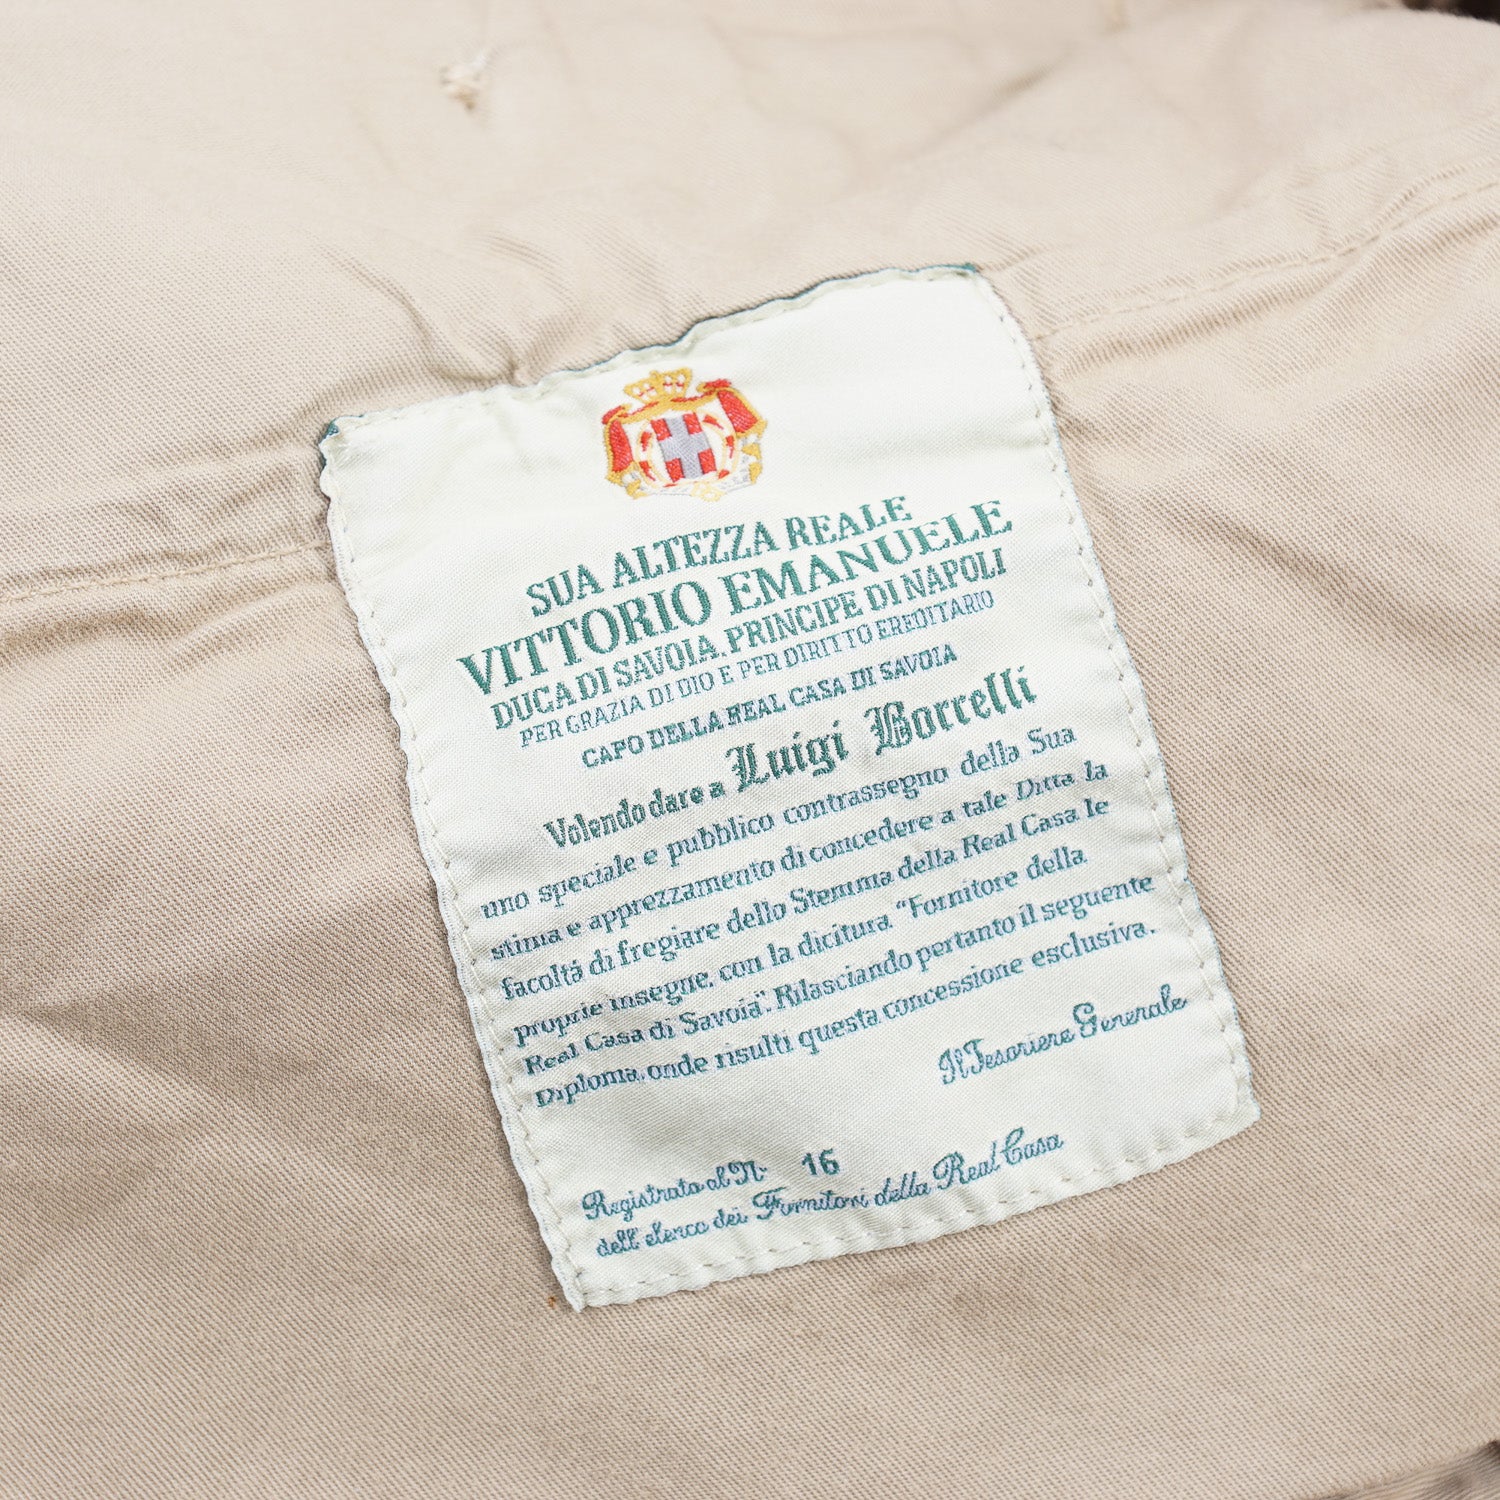 SUA ALTEZZA REALE
VITTORIO EMANUELE
DUCA DI SAVOIA, PRINCIPE DI NAPOLI
PER GRAZIA DI DIO E PER DIRITTO EREDITARIO
CAPO DELLA REAL CASA DI SAVOIA
Volendo dare a Luigi Borrelli
uno speciale e pubblico contrassegno della Sua
stima e apprezzamento di concedere a tale Ditta la
facoltá di fregiare dello Stemma della Real Casa le
proprie insegne, con la dicitura "Fornitore della
Real Casa di Savoia". Rilasciando pertanto il seguente
Diploma, onde risulti questa concessione esclusiva.
Il Tesoriere Generale
Registrato al N. 16
dell' elenco dei Fornitori della Real Casa